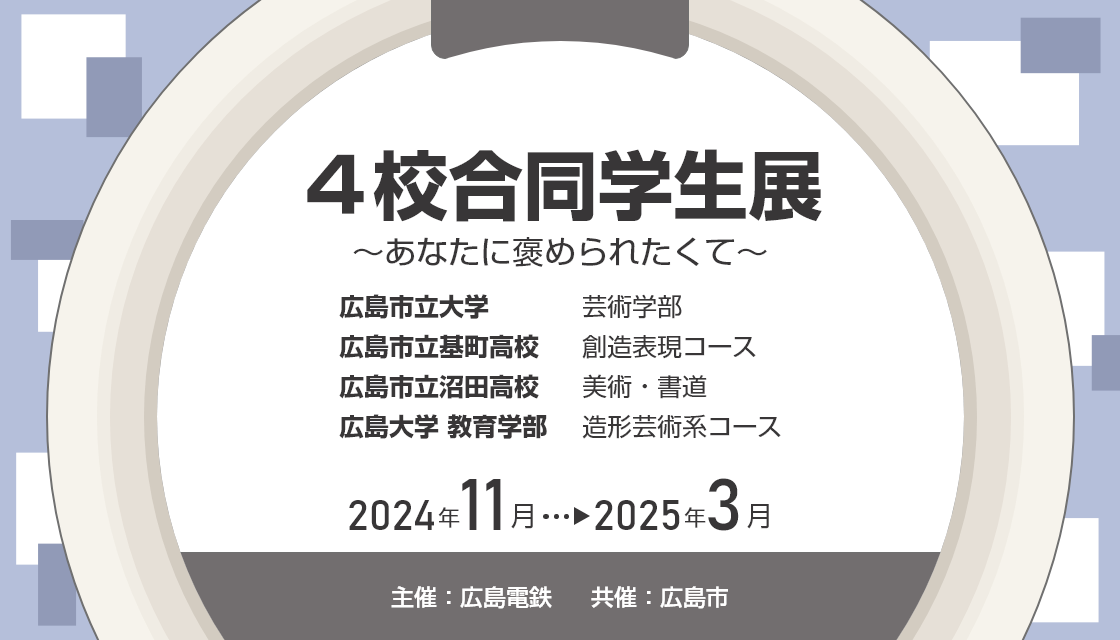 ４校合同学生展
～あなたに褒められたくて～
広島市立大学 芸術学部
広島市立基町高校 創造表現コース
広島市立沼田高校 美術・書道
広島大学 教育学部 造形芸術系コース
2024年11月…▶2025年3月
主催：広島電鉄 共催：広島市